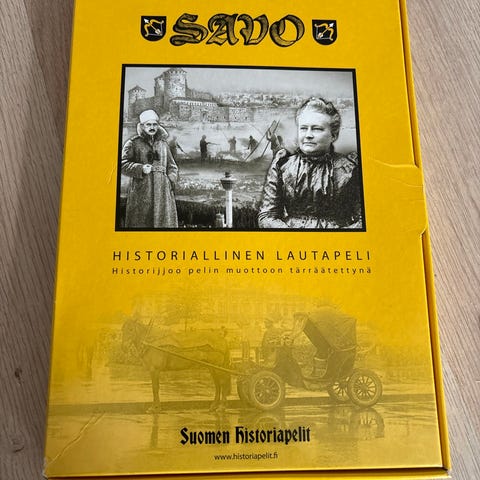 SAVO
HISTORIALLINEN LAUTAPELI
Historijjoo pelin muottoon tärräätettynä
Suomen Historiapelit
www.historiapelit.fi